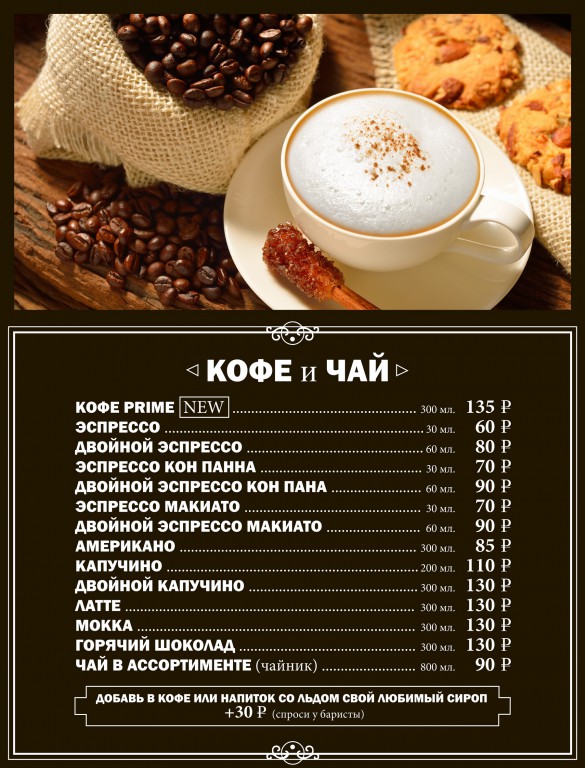 КОФЕ и ЧАЙ
КОФЕ PRIME NEW 300 мл. 135 ₽
ЭСПРЕССО 30 мл. 60 ₽
ДВОЙНОЙ ЭСПРЕССО 60 мл. 80 ₽
ЭСПРЕССО КОН ПАННА 30 мл. 70 ₽
ДВОЙНОЙ ЭСПРЕССО КОН ПАНА 60 мл. 90 ₽
ЭСПРЕССО МАКИАТО 30 мл. 70 ₽
ДВОЙНОЙ ЭСПРЕССО МАКИАТО 60 мл. 90 ₽
АМЕРИКАНО 300 мл. 85 ₽
КАПУЧИНО 200 мл. 110 ₽
ДВОЙНОЙ КАПУЧИНО 300 мл. 130 ₽
ЛАТТЕ 300 мл. 130 ₽
МОККА 300 мл. 130 ₽
ГОРЯЧИЙ ШОКОЛАД 300 мл. 130 ₽
ЧАЙ В АССОРТИМЕНТЕ (чайник) 800 мл. 90 ₽
ДОБАВЬ В КОФЕ ИЛИ НАПИТОК СО ЛЬДОМ СВОЙ ЛЮБИМЫЙ СИРОП
+30 ₽ (спроси у баристы)